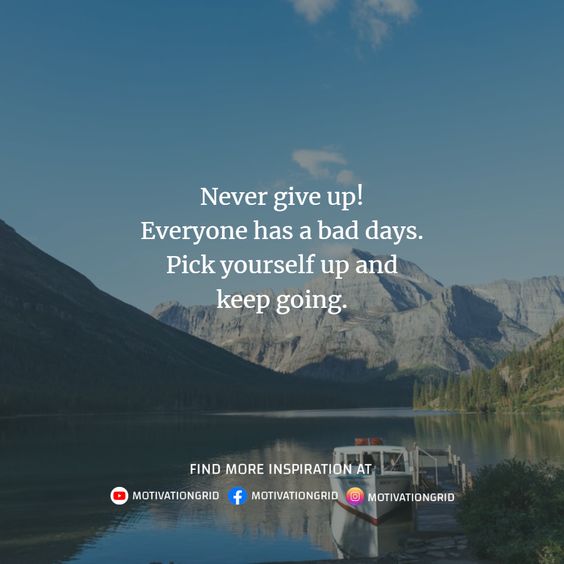 Never give up!
Everyone has a bad days.
Pick yourself up and
keep going.
FIND MORE INSPIRATION AT
MOTIVATIONGRID MOTIVATIONGRID MOTIVATIONGRID